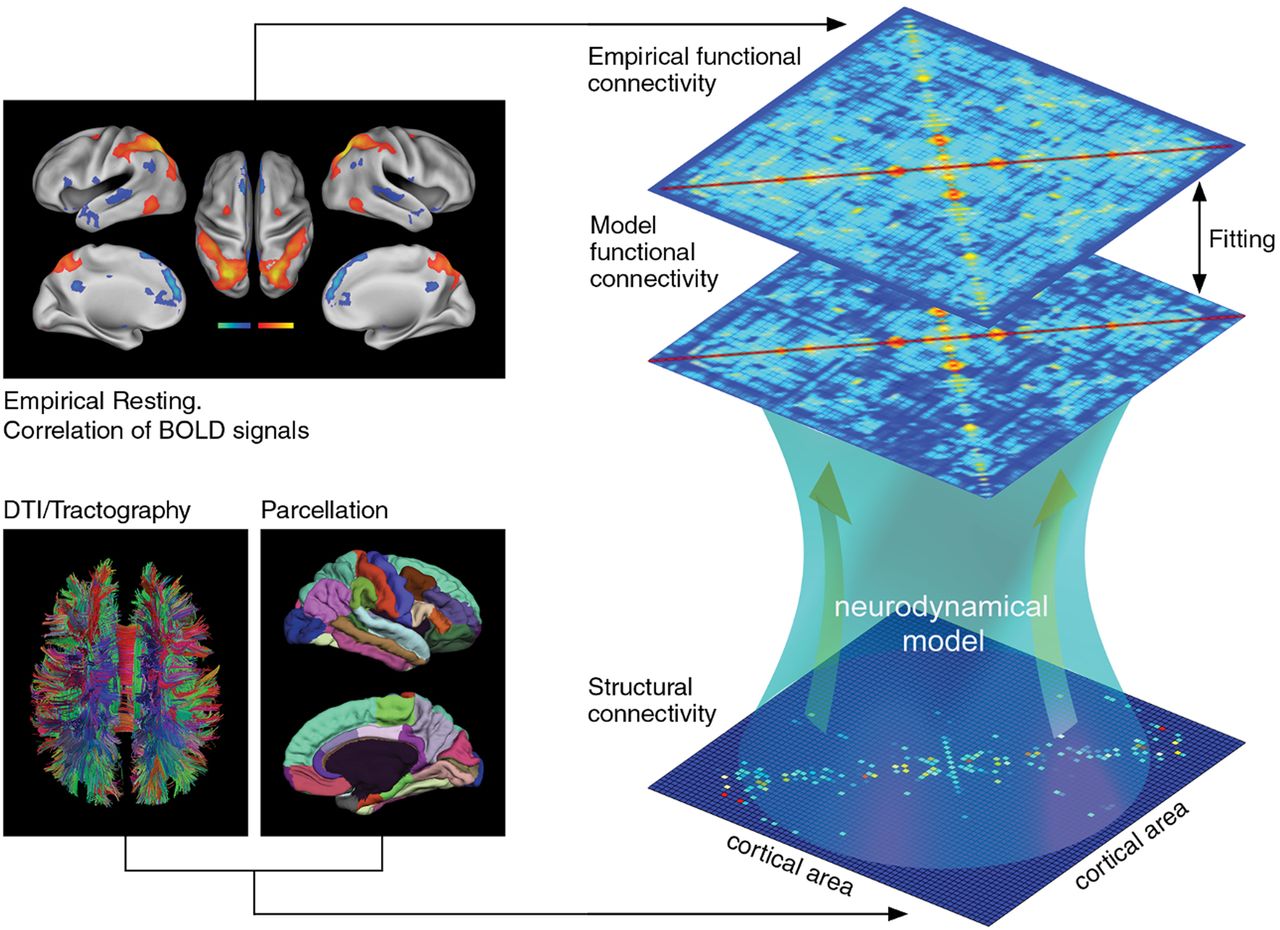 Empirical functional
connectivity
Model
functional
connectivity
Fitting
Empirical Resting.
Correlation of BOLD signals
DTI/Tractography
Parcellation
neurodynamical
model
Structural
connectivity
cortical area
cortical area